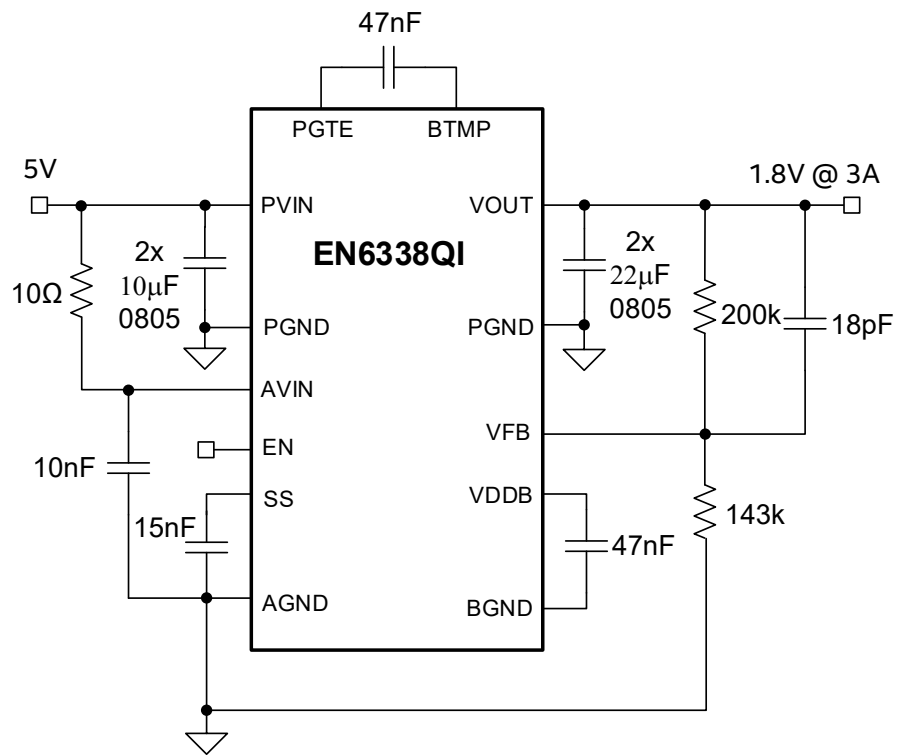 47nF
PGTE BTMP
5V
1.8V @ 3A
PVIN VOUT
EN6338QI
2x
10µF
0805
2x
22µF
0805
10Ω
200k
18pF
PGND PGND
AVIN
VFB
EN
10nF
SS
VDDB
143k
15nF
47nF
AGND BGND